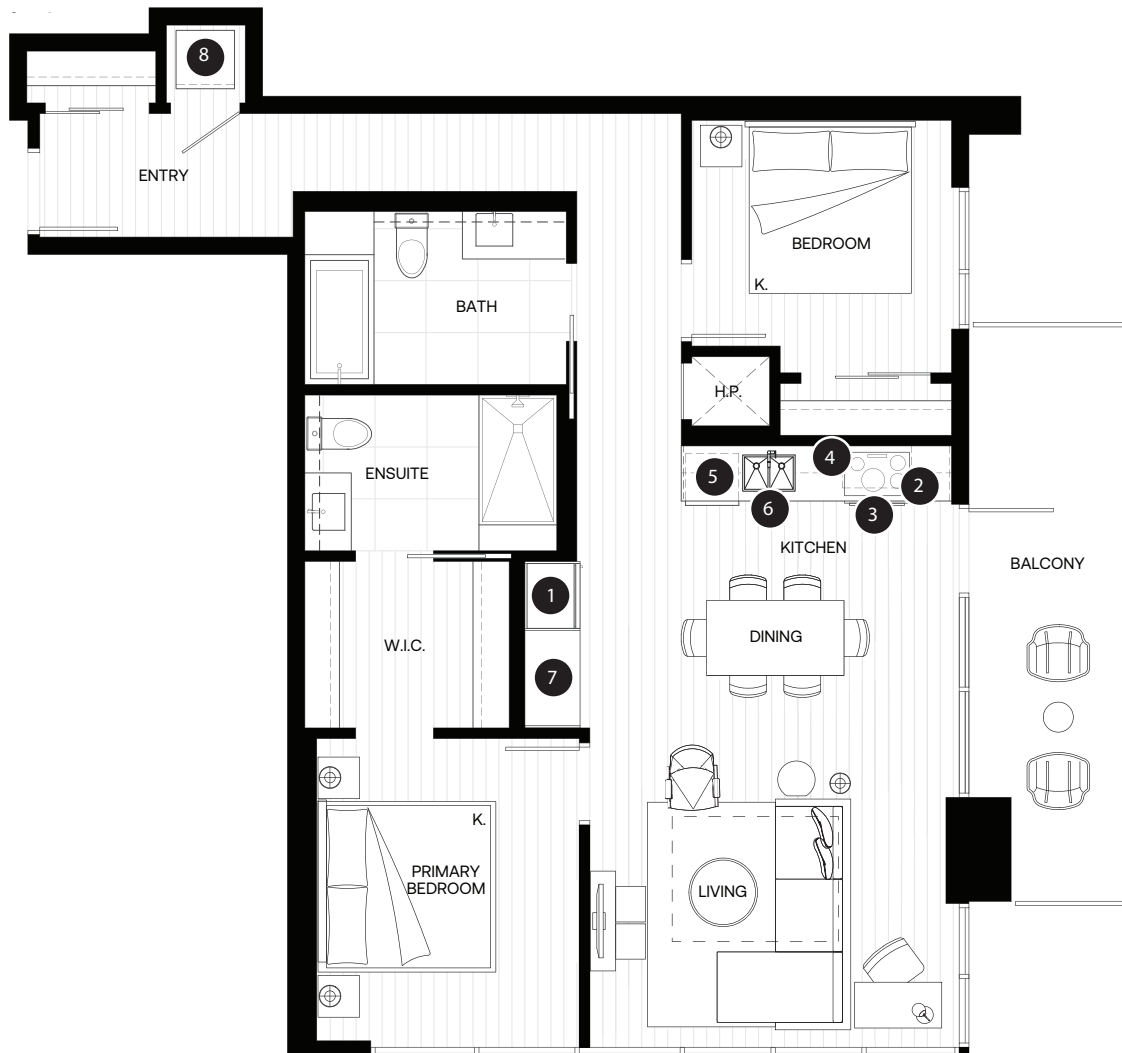 8
ENTRY
BEDROOM
K.
BATH
H.P.
ENSUITE
4
5
2
6
3
KITCHEN
BALCONY
1
DINING
W.I.C.
7
K.
PRIMARY
BEDROOM
LIVING